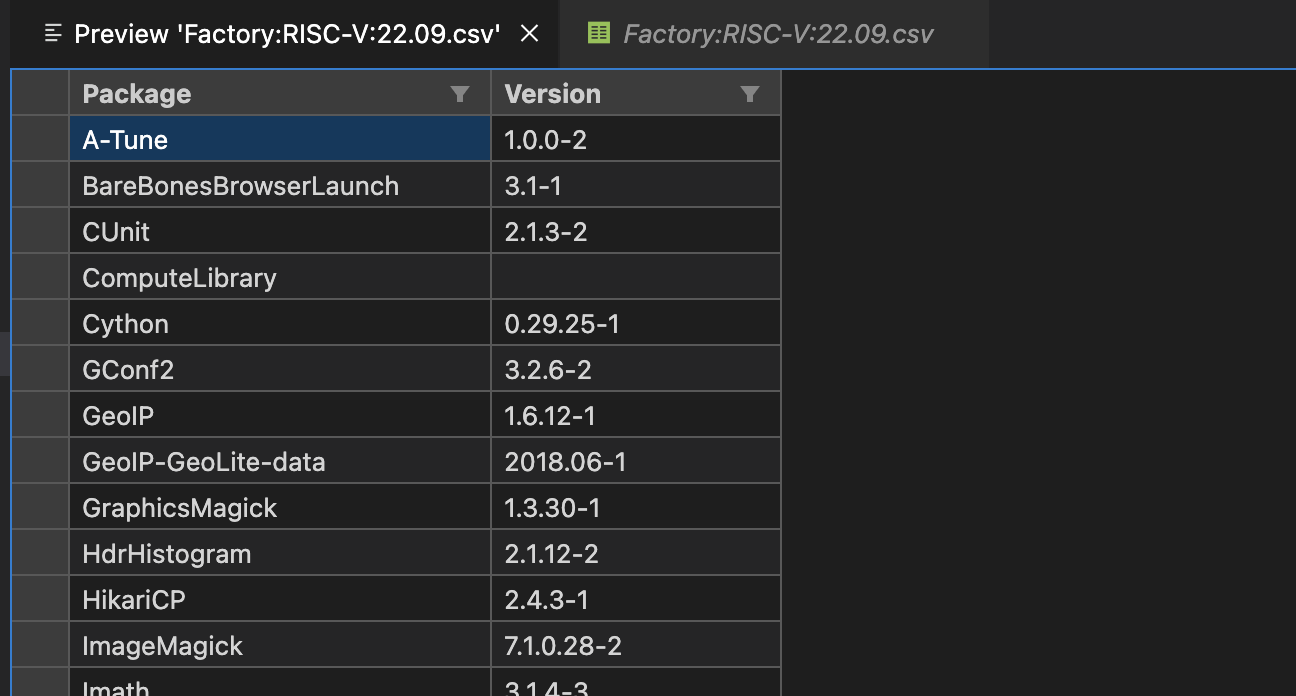 Preview 'Factory:RISC-V:22.09.csv' Factory:RISC-V:22.09.csv
Package Version
A-Tune 1.0.0-2
BareBonesBrowserLaunch 3.1-1
CUnit 2.1.3-2
ComputeLibrary
Cython 0.29.25-1
GConf2 3.2.6-2
GeoIP 1.6.12-1
GeoIP-GeoLite-data 2018.06-1
GraphicsMagick 1.3.30-1
HdrHistogram 2.1.12-2
HikariCP 2.4.3-1
ImageMagick 7.1.0.28-2
Imath 3.1.4-3